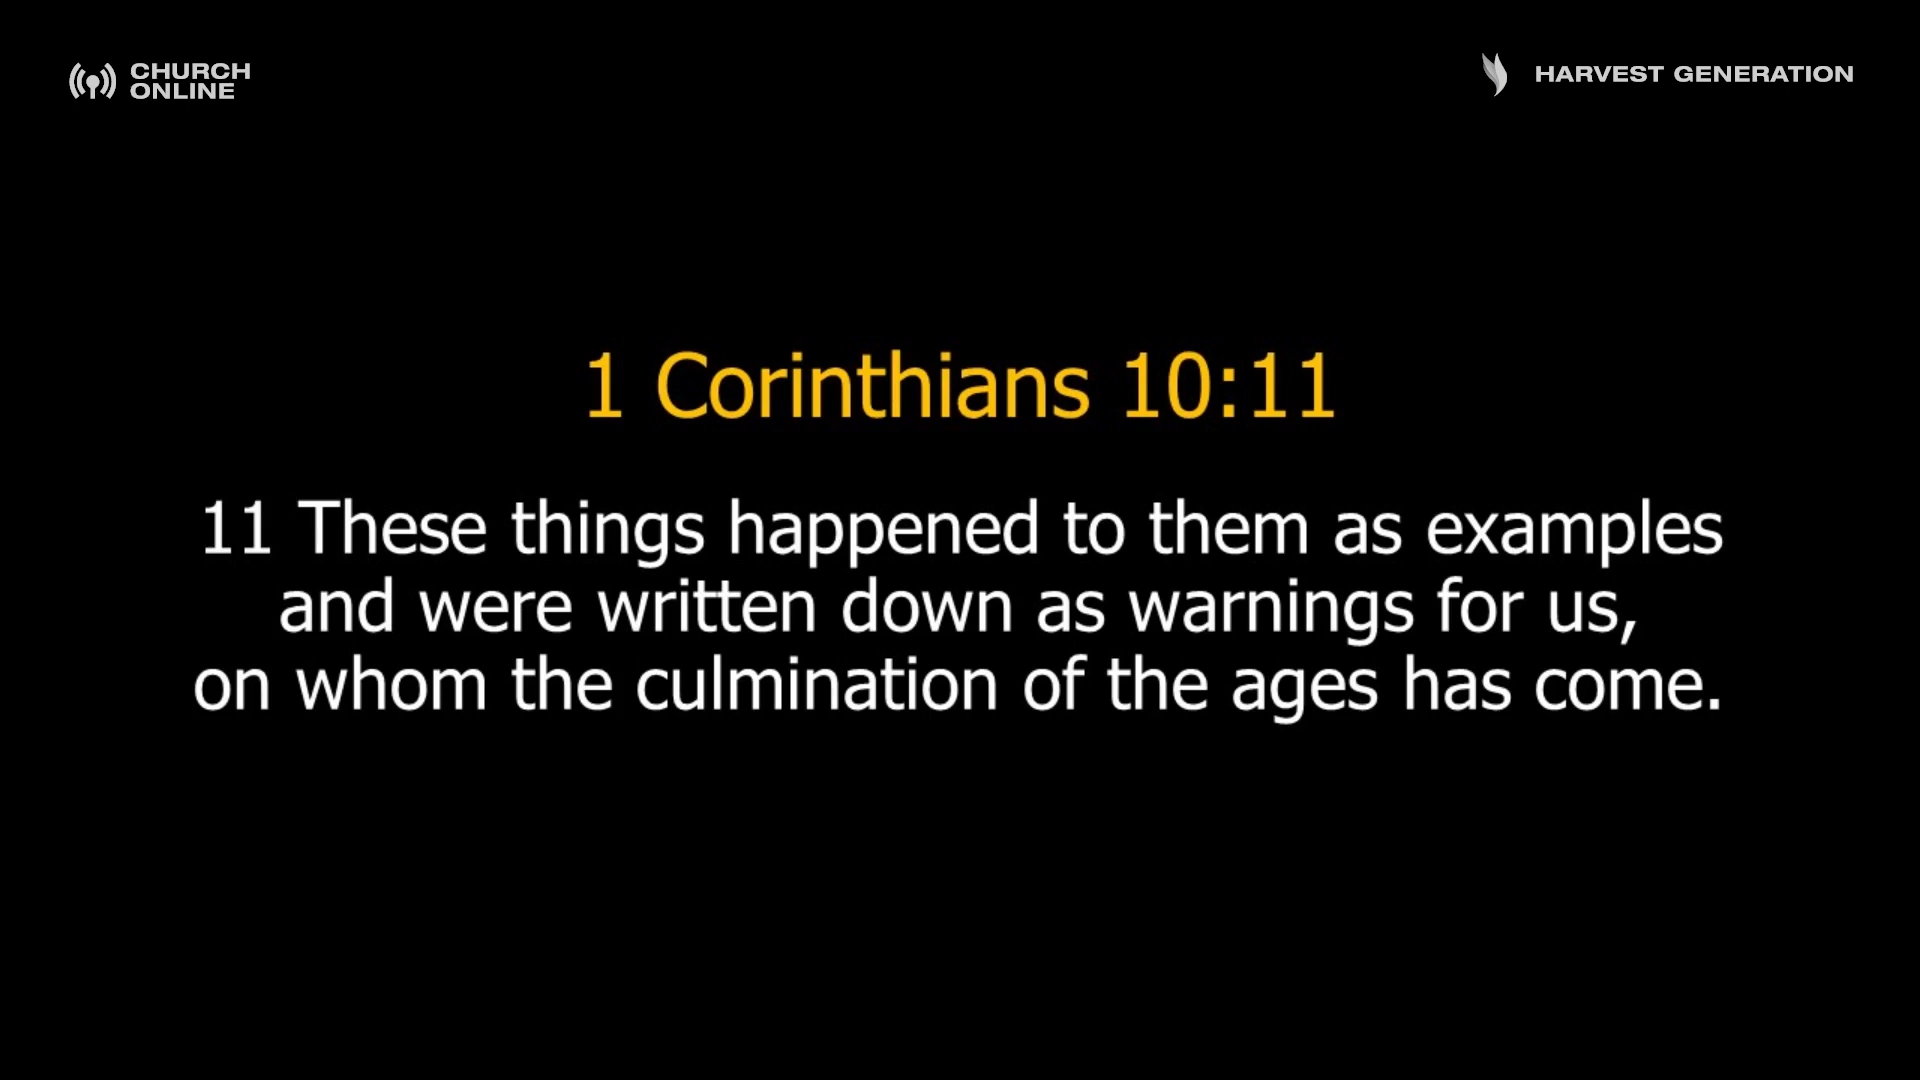 CHURCH
ONLINE
HARVEST GENERATION
1 Corinthians 10:11
11 These things happened to them as examples
and were written down as warnings for us,
on whom the culmination of the ages has come.